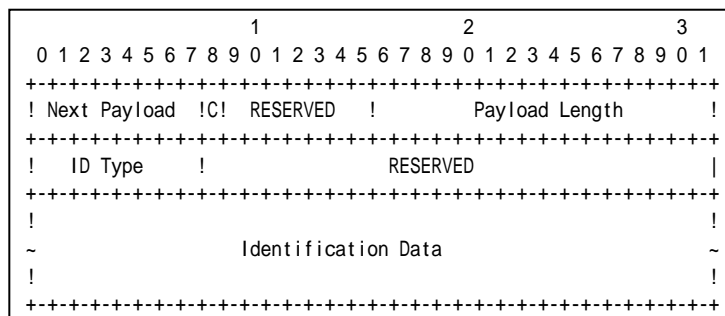 1                   2                   3
 0 1 2 3 4 5 6 7 8 9 0 1 2 3 4 5 6 7 8 9 0 1 2 3 4 5 6 7 8 9 0 1
+-+-+-+-+-+-+-+-+-+-+-+-+-+-+-+-+-+-+-+-+-+-+-+-+-+-+-+-+-+-+-+-+
! Next Payload  !C!  RESERVED   !         Payload Length        !
+-+-+-+-+-+-+-+-+-+-+-+-+-+-+-+-+-+-+-+-+-+-+-+-+-+-+-+-+-+-+-+-+
!   ID Type     !                 RESERVED                      |
+-+-+-+-+-+-+-+-+-+-+-+-+-+-+-+-+-+-+-+-+-+-+-+-+-+-+-+-+-+-+-+-+
!                                                               !
~                   Identification Data                         ~
!                                                               !
+-+-+-+-+-+-+-+-+-+-+-+-+-+-+-+-+-+-+-+-+-+-+-+-+-+-+-+-+-+-+-+-+